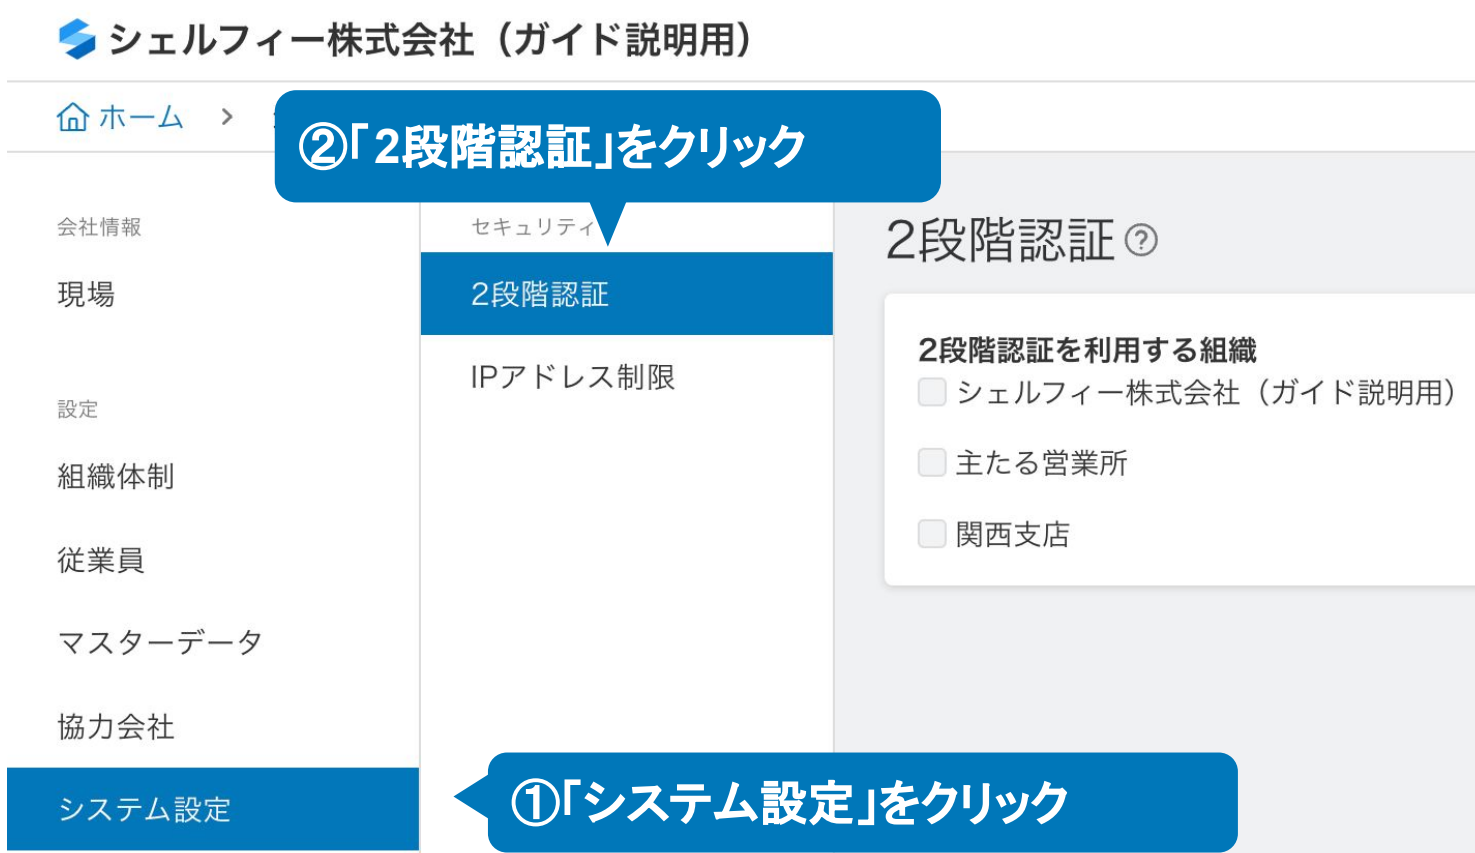 シェルフィー株式会社（ガイド説明用）
ホーム >
②「2段階認証」をクリック
会社情報
現場
設定
組織体制
従業員
マスターデータ
協力会社
システム設定
セキュリティ
2段階認証
IPアドレス制限
①「システム設定」をクリック
2段階認証?
2段階認証を利用する組織
シェルフィー株式会社（ガイド説明用）
主たる営業所
関西支店